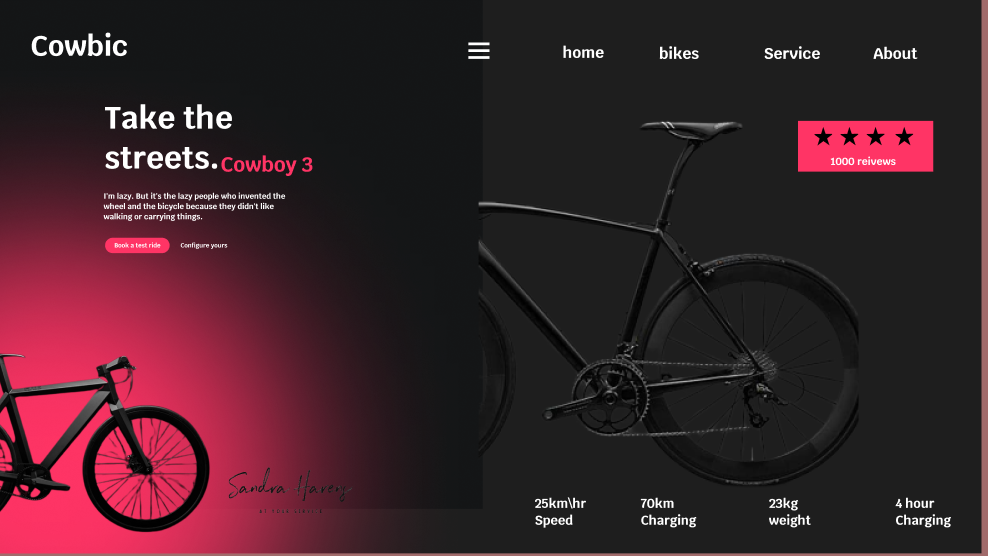 Cowbic
home
bikes
Service
About
Take the
streets.
Cowboy 3
I'm lazy. But it's the lazy people who invented the
wheel and the bicycle because they didn't like
walking or carrying things.
Book a test ride
Configure yours
1000 reivews
Sandra Havens
25km\hr
Speed
70km
Charging
23kg
weight
4 hour
Charging